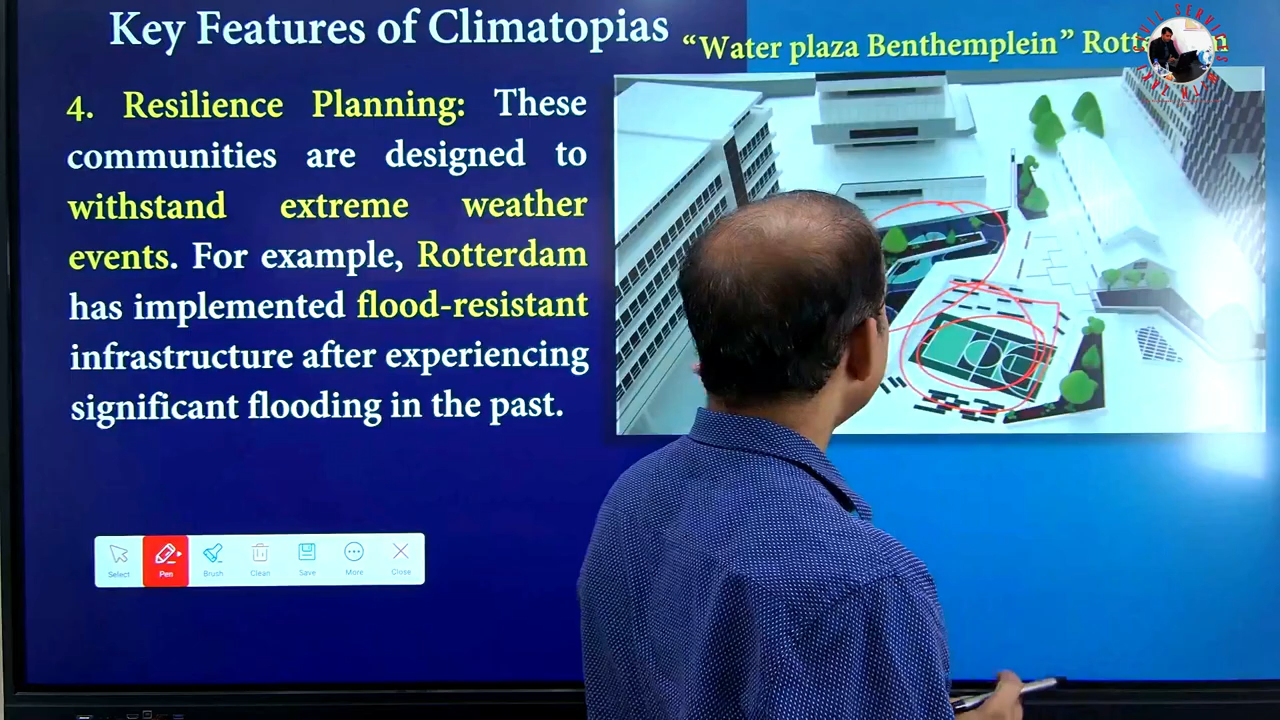 Key Features of Climatopias
"Water plaza Benthemplein"
4. Resilience Planning: These
communities are designed to
withstand extreme weather
events. For example, Rotterdam
has implemented flood-resistant
infrastructure after experiencing
significant flooding in the past.
Select Pen Brush Clean Save More Close
CIVIL SERVICES